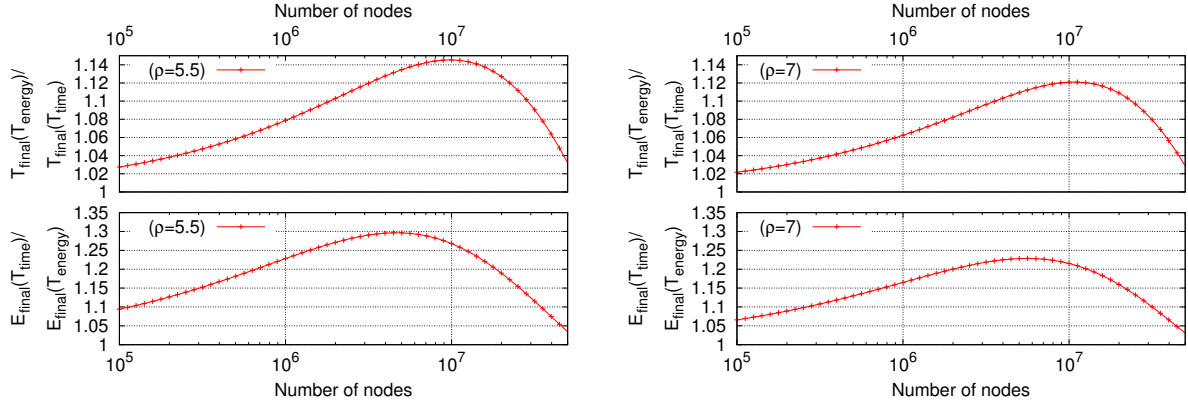 Number of nodes
10^5 10^6 10^7
T_final(T_energy)/
T_final(T_time)
1.14
1.12
1.1
1.08
1.06
1.04
1.02
1
(ρ=5.5)
E_final(T_time)/
E_final(T_energy)
1.35
1.3
1.25
1.2
1.15
1.1
1.05
1
(ρ=5.5)
10^5 10^6 10^7
Number of nodes
Number of nodes
10^5 10^6 10^7
T_final(T_energy)/
T_final(T_time)
1.14
1.12
1.1
1.08
1.06
1.04
1.02
1
(ρ=7)
E_final(T_time)/
E_final(T_energy)
1.35
1.3
1.25
1.2
1.15
1.1
1.05
1
(ρ=7)
10^5 10^6 10^7
Number of nodes